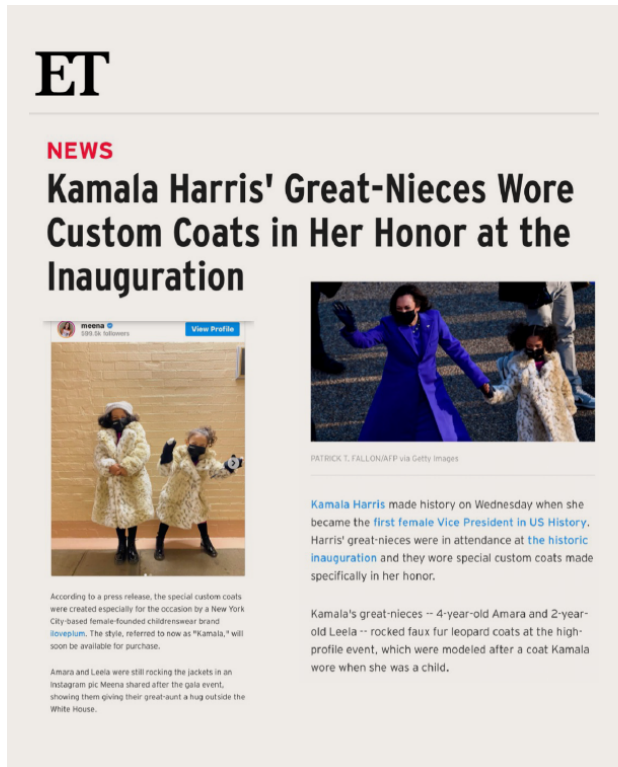 ET
NEWS
Kamala Harris' Great-Nieces Wore
Custom Coats in Her Honor at the
Inauguration
meena
599.5k followers
View Profile
According to a press release, the special custom coats
were created especially for the occasion by a New York
City-based female-founded childrenswear brand
iloveplum. The style, referred to now as "Kamala," will
soon be available for purchase.
Amara and Leela were still rocking the jackets in an
Instagram pic Meena shared after the gala event,
showing them giving their great-aunt a hug outside the
White House.
PATRICK T. FALLON/AFP via Getty Images
Kamala Harris made history on Wednesday when she
became the first female Vice President in US History.
Harris' great-nieces were in attendance at the historic
inauguration and they wore special custom coats made
specifically in her honor.
Kamala's great-nieces -- 4-year-old Amara and 2-year-
old Leela -- rocked faux fur leopard coats at the high-
profile event, which were modeled after a coat Kamala
wore when she was a child.